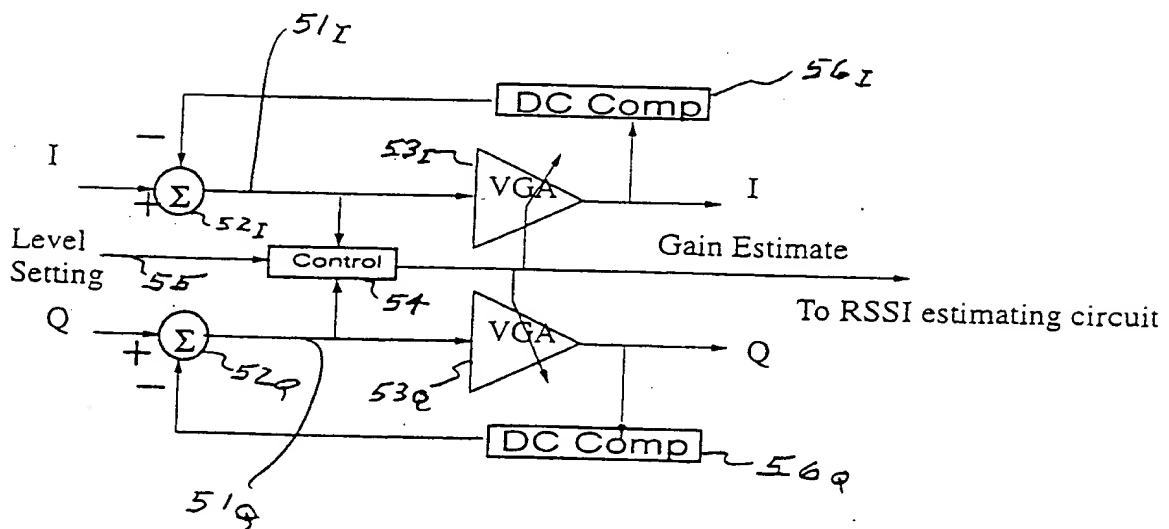 51I
56I
DC Comp
−
53I
VGA
I
I
+
Σ
52I
Level
Setting
55
Control
54
Gain Estimate
To RSSI estimating circuit
Q
+
Σ
52Q
VGA
53Q
Q
−
DC Comp
56Q
51Q